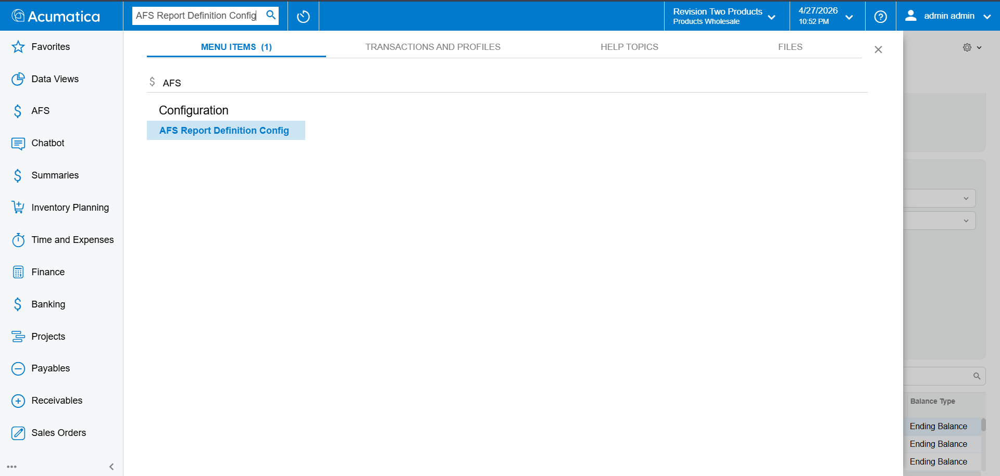 Acumatica
AFS Report Definition Config
Revision Two Products
Products Wholesale
4/27/2026
10:52 PM
admin admin
Favorites
Data Views
AFS
Chatbot
Summaries
Inventory Planning
Time and Expenses
Finance
Banking
Projects
Payables
Receivables
Sales Orders
MENU ITEMS (1)
TRANSACTIONS AND PROFILES
HELP TOPICS
FILES
AFS
Configuration
AFS Report Definition Config
Balance Type
Ending Balance
Ending Balance
Ending Balance